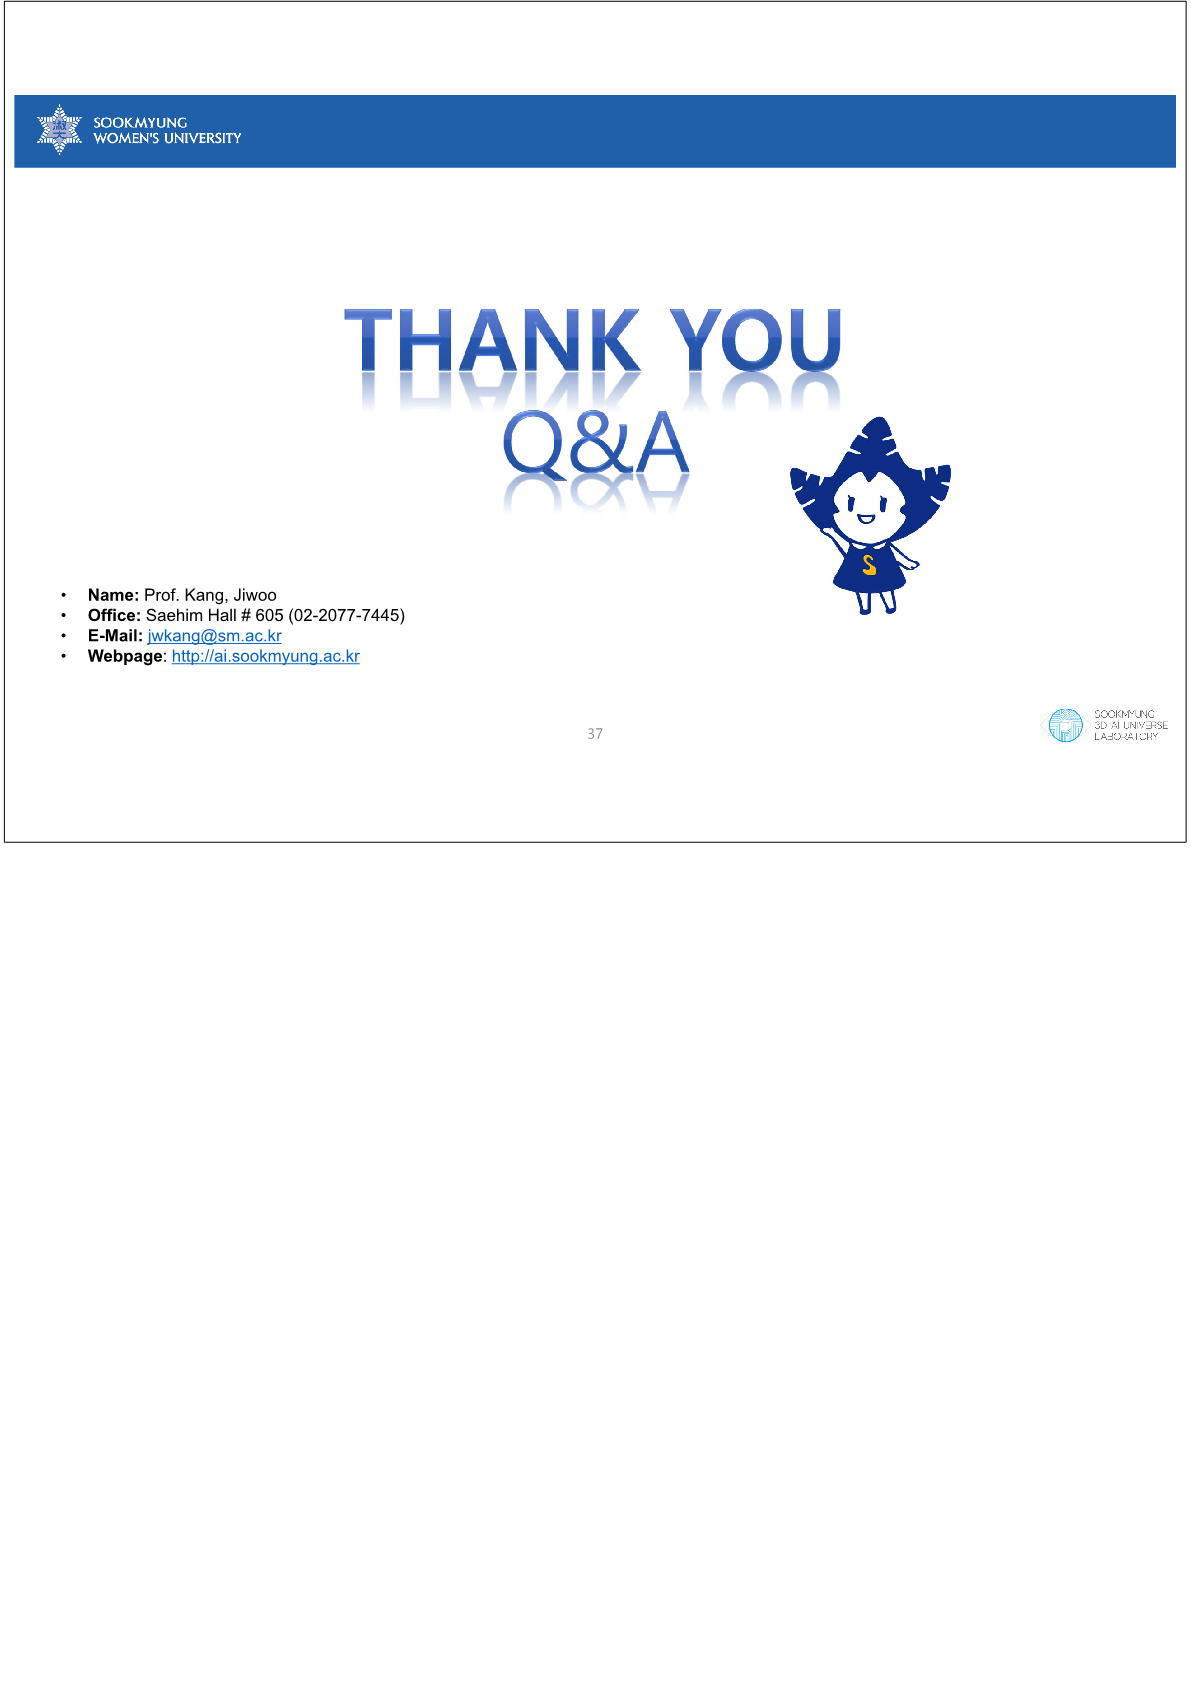 SOOKMYUNG
WOMEN'S UNIVERSITY
THANK YOU
Q&A
S
• Name: Prof. Kang, Jiwoo
• Office: Saehim Hall # 605 (02-2077-7445)
• E-Mail: jwkang@sm.ac.kr
• Webpage: http://ai.sookmyung.ac.kr
37
SOOKMYUNG
3D AI UNIVERSE
LABORATORY